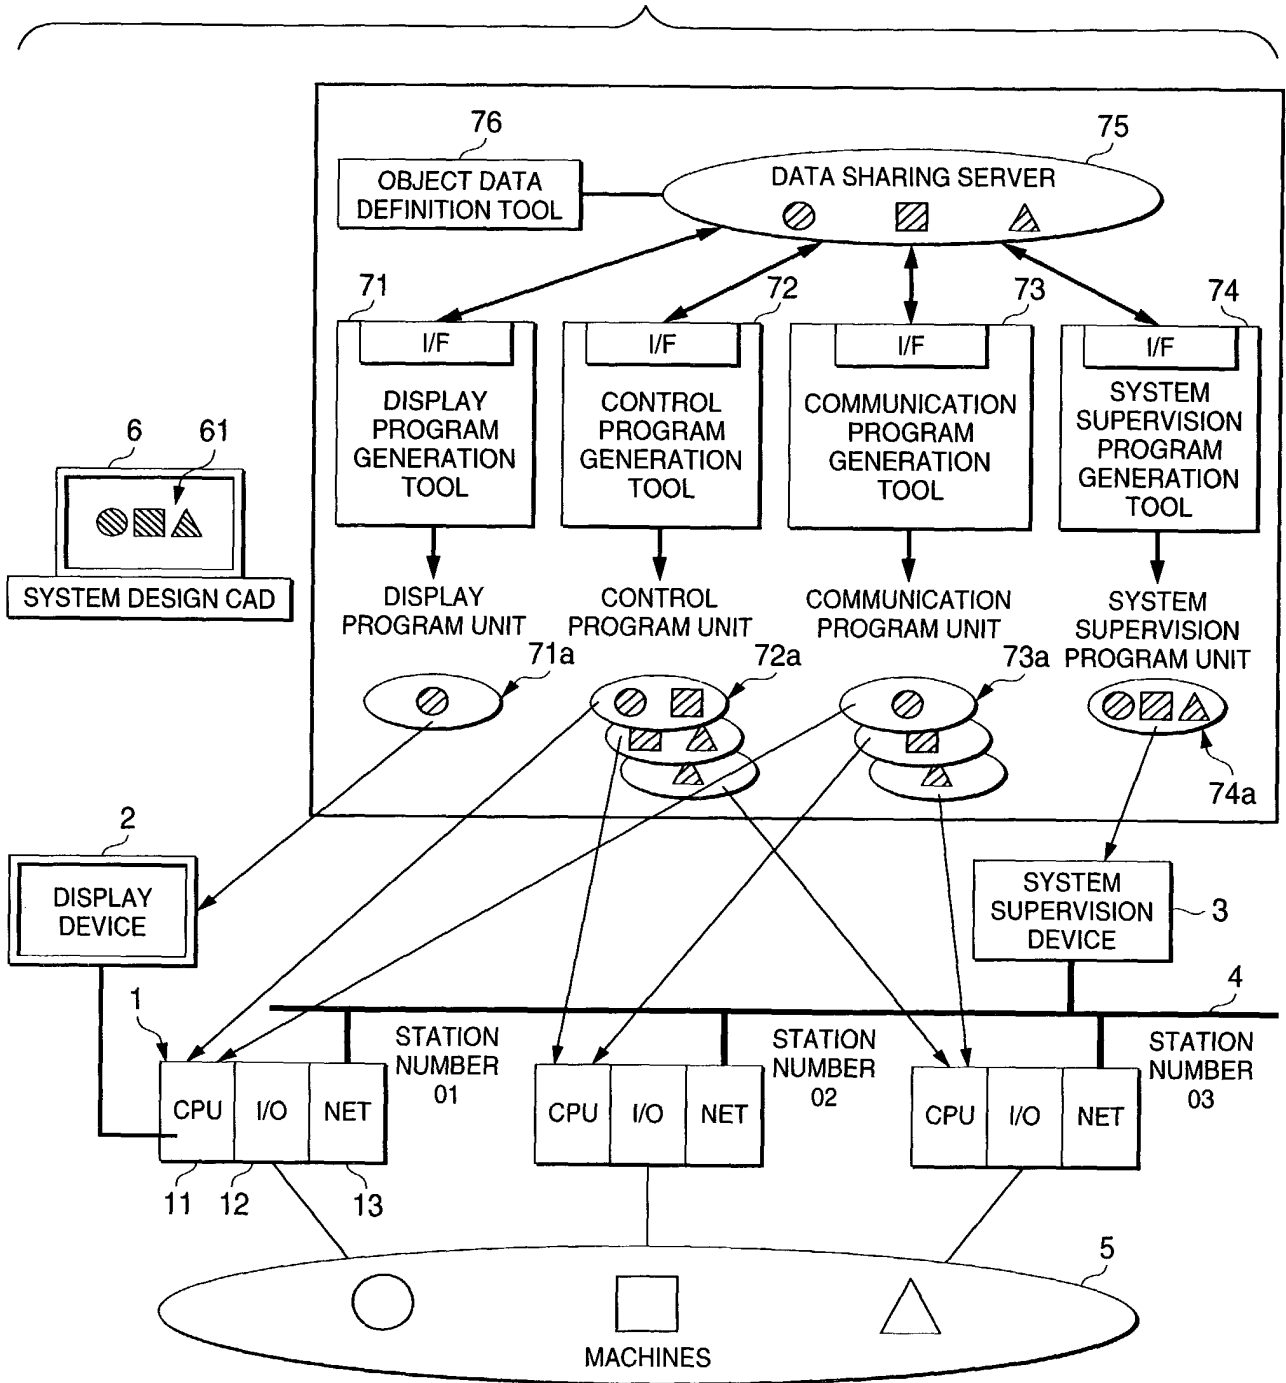 76
75
OBJECT DATA
DEFINITION TOOL
DATA SHARING SERVER
71
72
73
74
I/F
I/F
I/F
I/F
DISPLAY
PROGRAM
GENERATION
TOOL
CONTROL
PROGRAM
GENERATION
TOOL
COMMUNICATION
PROGRAM
GENERATION
TOOL
SYSTEM
SUPERVISION
PROGRAM
GENERATION
TOOL
6
61
SYSTEM DESIGN CAD
DISPLAY
PROGRAM UNIT
CONTROL
PROGRAM UNIT
COMMUNICATION
PROGRAM UNIT
SYSTEM
SUPERVISION
PROGRAM UNIT
71a
72a
73a
74a
2
DISPLAY
DEVICE
SYSTEM
SUPERVISION
DEVICE
3
1
4
STATION
NUMBER
01
STATION
NUMBER
02
STATION
NUMBER
03
CPU
I/O
NET
CPU
I/O
NET
CPU
I/O
NET
11
12
13
5
MACHINES